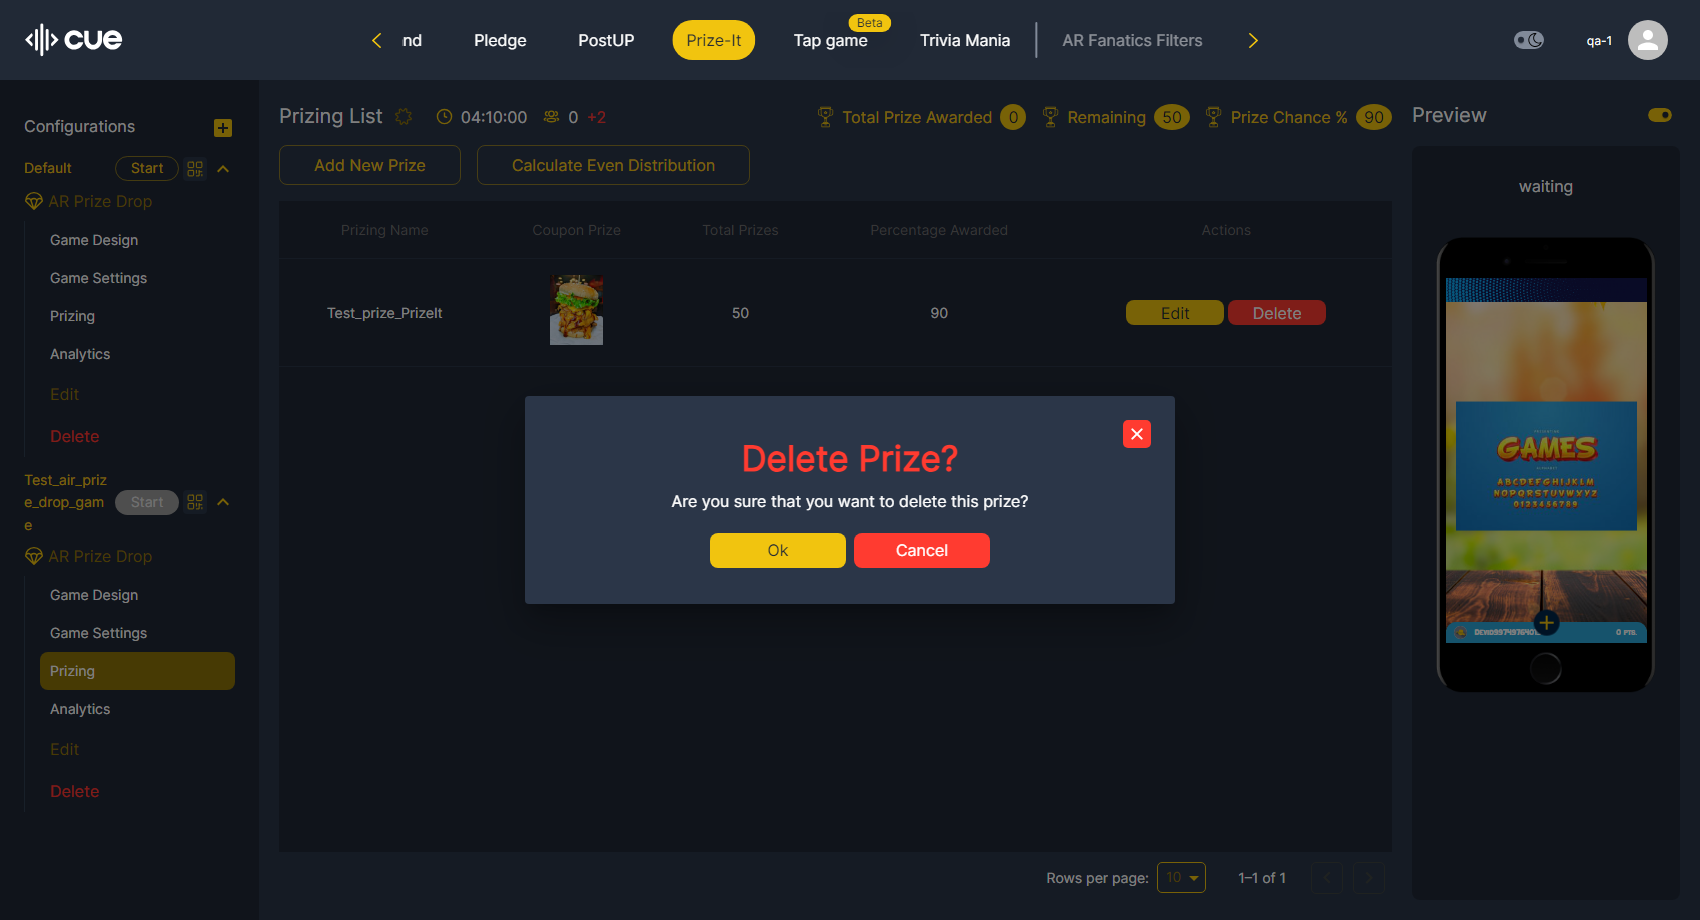 cue
nd
Pledge
PostUP
Prize-It
Beta
Tap game
Trivia Mania
AR Fanatics Filters
qa-1
Configurations
Default
Start
AR Prize Drop
Game Design
Game Settings
Prizing
Analytics
Edit
Delete
Test_air_priz
e_drop_gam
e
Start
AR Prize Drop
Game Design
Game Settings
Prizing
Analytics
Edit
Delete
Prizing List
04:10:00
0 +2
Total Prize Awarded 0
Remaining 50
Prize Chance % 90
Add New Prize
Calculate Even Distribution
Prizing Name
Coupon Prize
Total Prizes
Percentage Awarded
Actions
Test_prize_PrizeIt
50
90
Edit
Delete
Delete Prize?
Are you sure that you want to delete this prize?
Ok
Cancel
Rows per page: 10
1–1 of 1
Preview
waiting
GAMES
ABCDEFGHIJKLM
NOPQRSTUVWXYZ
0123456789
0 PTS.